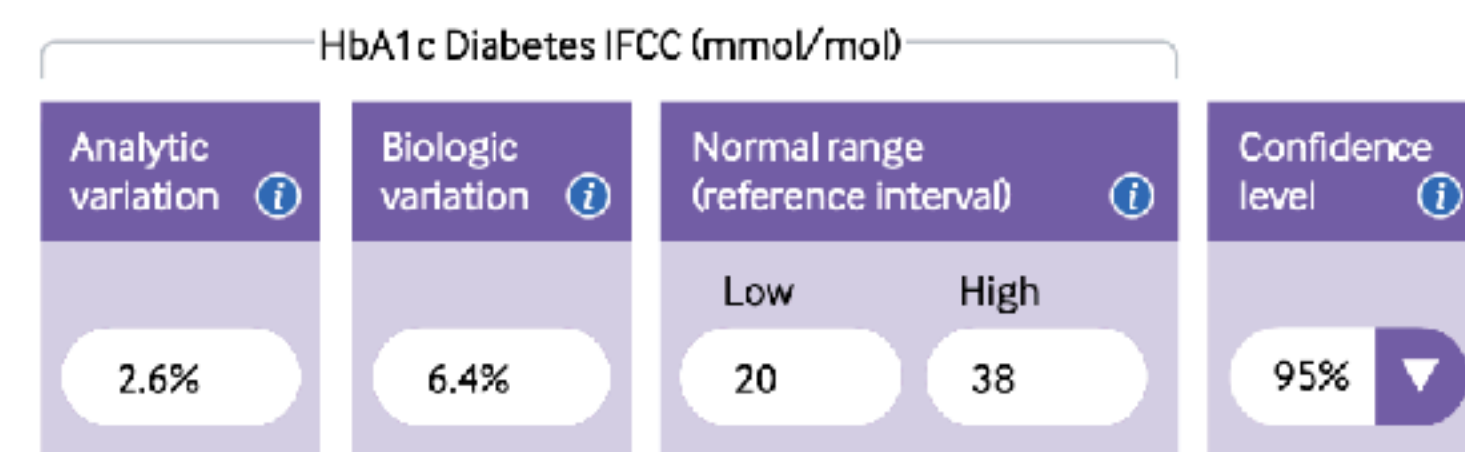 HbA1c Diabetes IFCC (mmol/mol)
Analytic
variation i
Biologic
variation i
Normal range
(reference interval) i
Confidence
level i
Low High
2.6% 6.4% 20 38 95%